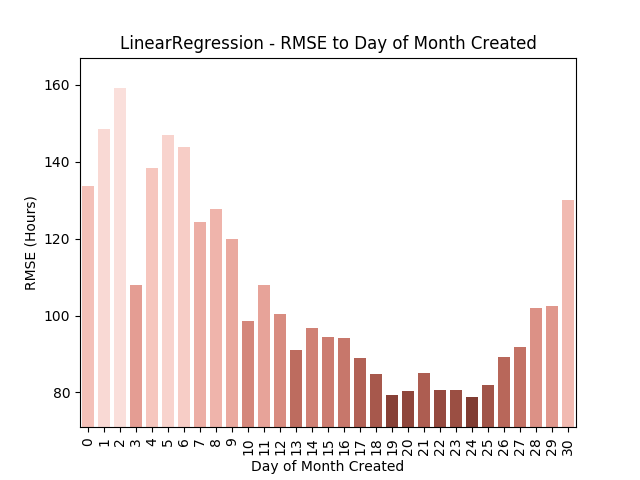 LinearRegression - RMSE to Day of Month Created
RMSE (Hours)
160
140
120
100
80
0 1 2 3 4 5 6 7 8 9 10 11 12 13 14 15 16 17 18 19 20 21 22 23 24 25 26 27 28 29 30
Day of Month Created